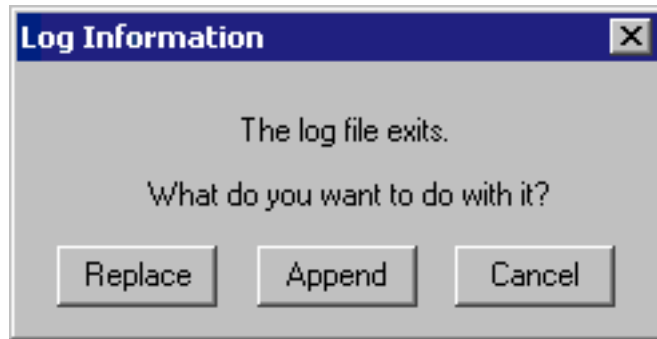 Log Information
The log file exits.
What do you want to do with it?
Replace Append Cancel